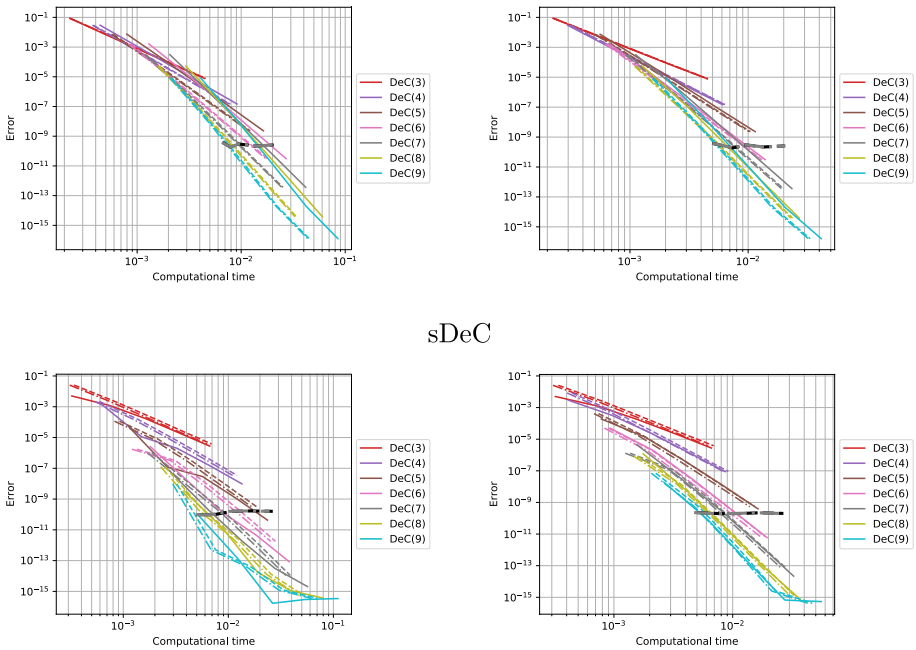 10⁻¹
10⁻³
10⁻⁵
10⁻⁷
10⁻⁹
10⁻¹¹
10⁻¹³
10⁻¹⁵
Error
10⁻³ 10⁻² 10⁻¹
Computational time
DeC(3)
DeC(4)
DeC(5)
DeC(6)
DeC(7)
DeC(8)
DeC(9)
10⁻¹
10⁻³
10⁻⁵
10⁻⁷
10⁻⁹
10⁻¹¹
10⁻¹³
10⁻¹⁵
Error
10⁻³ 10⁻²
Computational time
DeC(3)
DeC(4)
DeC(5)
DeC(6)
DeC(7)
DeC(8)
DeC(9)
sDeC
10⁻¹
10⁻³
10⁻⁵
10⁻⁷
10⁻⁹
10⁻¹¹
10⁻¹³
10⁻¹⁵
Error
10⁻³ 10⁻² 10⁻¹
Computational time
DeC(3)
DeC(4)
DeC(5)
DeC(6)
DeC(7)
DeC(8)
DeC(9)
10⁻¹
10⁻³
10⁻⁵
10⁻⁷
10⁻⁹
10⁻¹¹
10⁻¹³
10⁻¹⁵
Error
10⁻³ 10⁻²
Computational time
DeC(3)
DeC(4)
DeC(5)
DeC(6)
DeC(7)
DeC(8)
DeC(9)